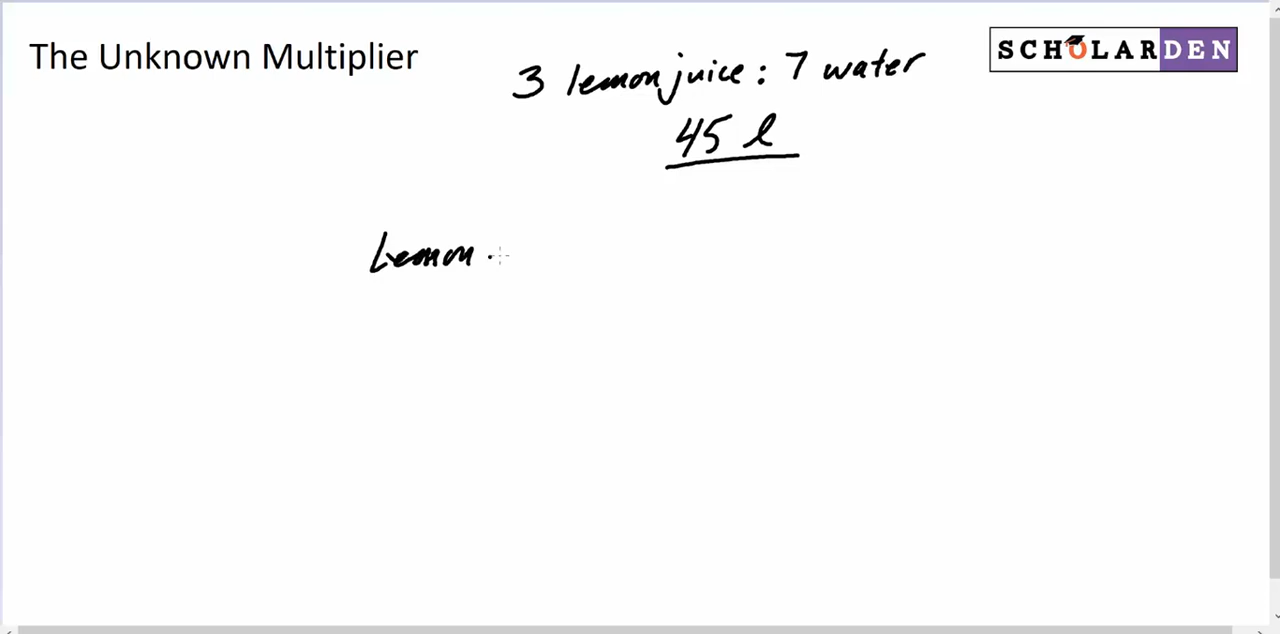 The Unknown Multiplier
SCHOLARDEN
3 lemon juice : 7 water
45 l
Lemon